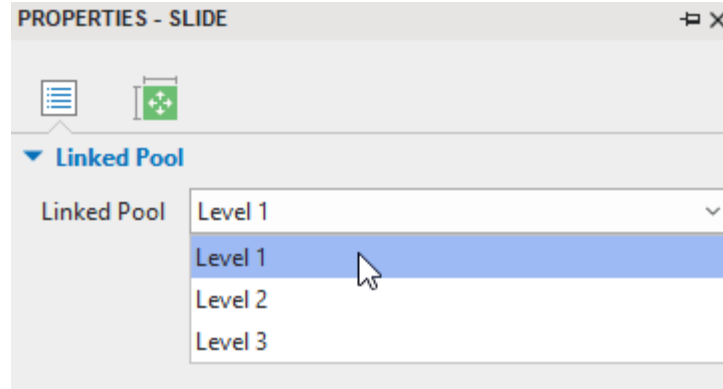 PROPERTIES - SLIDE
Linked Pool
Linked Pool Level 1
Level 1
Level 2
Level 3